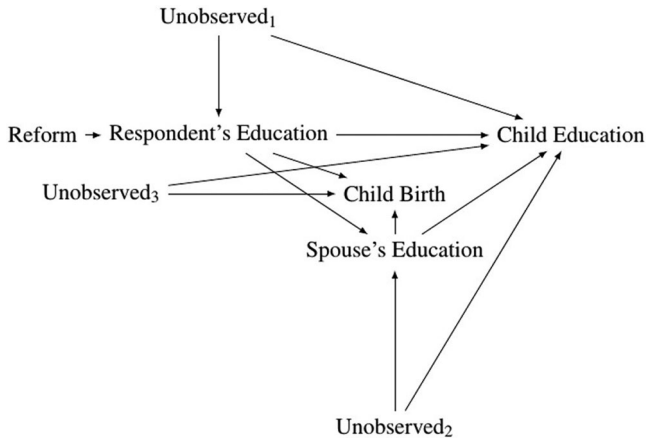 Unobserved₁
Reform
Respondent's Education
Child Education
Unobserved₃
Child Birth
Spouse's Education
Unobserved₂